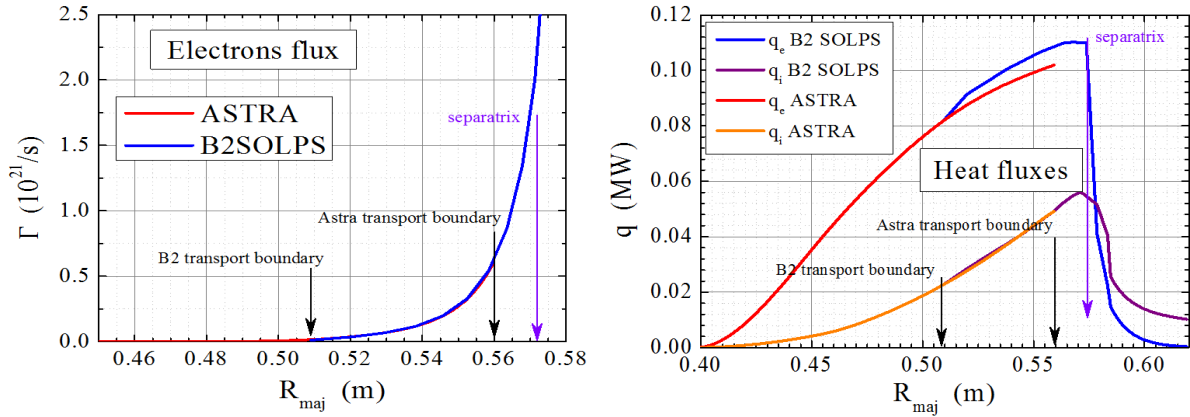 Electrons flux
ASTRA
B2SOLPS
separatrix
Astra transport boundary
B2 transport boundary
2.5
2.0
1.5
1.0
0.5
0.0
Γ (10²¹/s)
0.46 0.48 0.50 0.52 0.54 0.56 0.58
R_maj (m)
q_e B2 SOLPS
q_i B2 SOLPS
q_e ASTRA
q_i ASTRA
separatrix
Heat fluxes
Astra transport boundary
B2 transport boundary
0.12
0.10
0.08
0.06
0.04
0.02
0.00
q (MW)
0.40 0.45 0.50 0.55 0.60
R_maj (m)